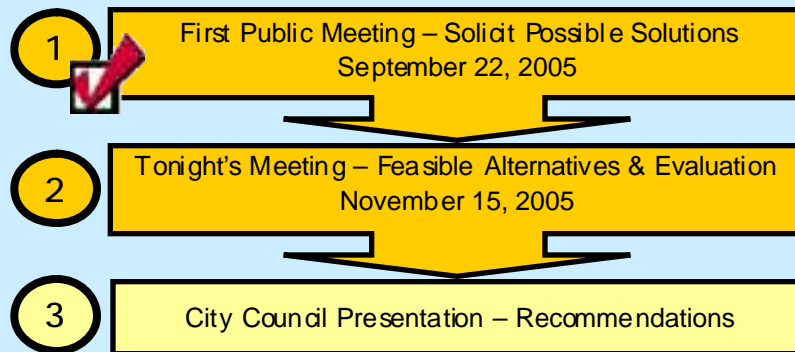 1
First Public Meeting – Solicit Possible Solutions
September 22, 2005
2
Tonight's Meeting – Feasible Alternatives & Evaluation
November 15, 2005
3
City Council Presentation – Recommendations